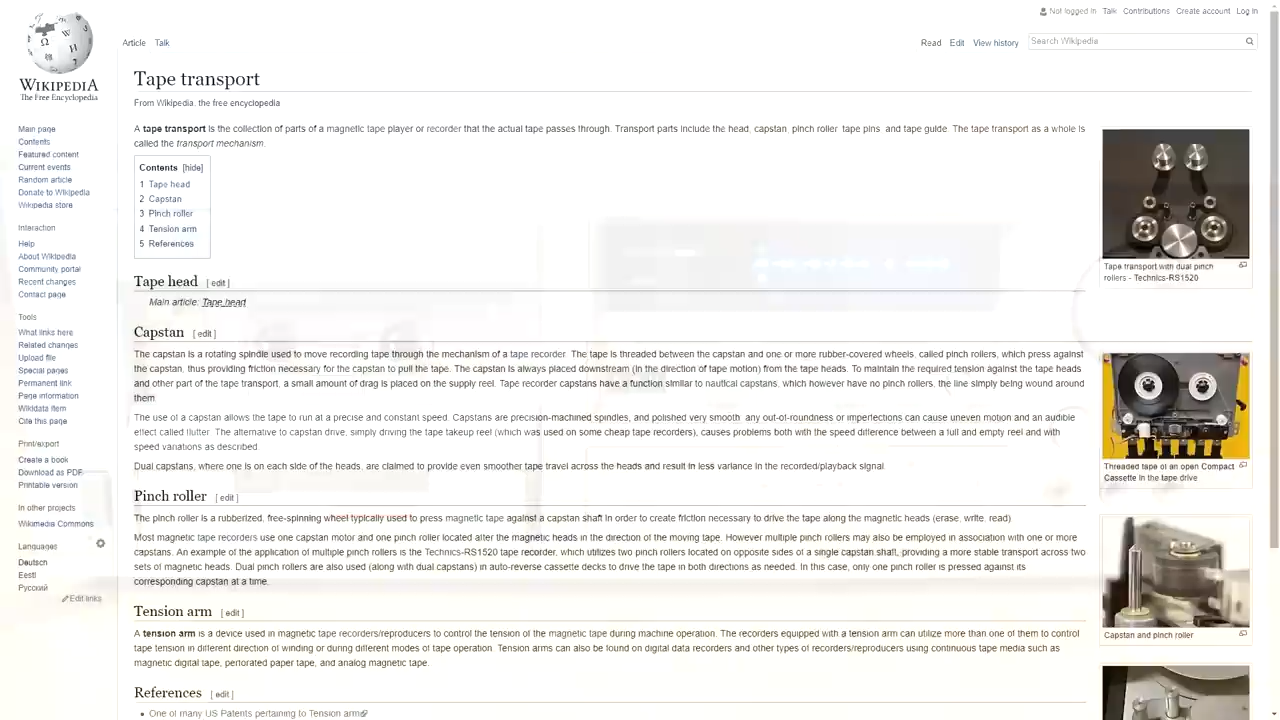 Not logged in Talk Contributions Create account Log in
Article Talk
Read Edit View history
Search Wikipedia
WIKIPEDIA
The Free Encyclopedia
Main page
Contents
Featured content
Current events
Random article
Donate to Wikipedia
Wikipedia store
Interaction
Help
About Wikipedia
Community portal
Recent changes
Contact page
Tools
What links here
Related changes
Upload file
Special pages
Permanent link
Page information
Wikidata item
Cite this page
Print/export
Create a book
Download as PDF
Printable version
In other projects
Wikimedia Commons
Languages
Deutsch
Eesti
Русский
Edit links
Tape transport
From Wikipedia, the free encyclopedia
A tape transport is the collection of parts of a magnetic tape player or recorder that the actual tape passes through. Transport parts include the head, capstan, pinch roller, tape pins, and tape guide. The tape transport as a whole is
called the transport mechanism.
Contents [hide]
1 Tape head
2 Capstan
3 Pinch roller
4 Tension arm
5 References
Tape head [ edit ]
Main article: Tape head
Capstan [ edit ]
The capstan is a rotating spindle used to move recording tape through the mechanism of a tape recorder. The tape is threaded between the capstan and one or more rubber-covered wheels, called pinch rollers, which press against
the capstan, thus providing friction necessary for the capstan to pull the tape. The capstan is always placed downstream (in the direction of tape motion) from the tape heads. To maintain the required tension against the tape heads
and other part of the tape transport, a small amount of drag is placed on the supply reel. Tape recorder capstans have a function similar to nautical capstans, which however have no pinch rollers, the line simply being wound around
them.
The use of a capstan allows the tape to run at a precise and constant speed. Capstans are precision-machined spindles, and polished very smooth: any out-of-roundness or imperfections can cause uneven motion and an audible
effect called flutter. The alternative to capstan drive, simply driving the tape takeup reel (which was used on some cheap tape recorders), causes problems both with the speed difference between a full and empty reel and with
speed variations as described.
Dual capstans, where one is on each side of the heads, are claimed to provide even smoother tape travel across the heads and result in less variance in the recorded/playback signal.
Pinch roller [ edit ]
The pinch roller is a rubberized, free-spinning wheel typically used to press magnetic tape against a capstan shaft in order to create friction necessary to drive the tape along the magnetic heads (erase, write, read)
Most magnetic tape recorders use one capstan motor and one pinch roller located after the magnetic heads in the direction of the moving tape. However multiple pinch rollers may also be employed in association with one or more
capstans. An example of the application of multiple pinch rollers is the Technics-RS1520 tape recorder, which utilizes two pinch rollers located on opposite sides of a single capstan shaft, providing a more stable transport across two
sets of magnetic heads. Dual pinch rollers are also used (along with dual capstans) in auto-reverse cassette decks to drive the tape in both directions as needed. In this case, only one pinch roller is pressed against its
corresponding capstan at a time.
Tension arm [ edit ]
A tension arm is a device used in magnetic tape recorders/reproducers to control the tension of the magnetic tape during machine operation. The recorders equipped with a tension arm can utilize more than one of them to control
tape tension in different direction of winding or during different modes of tape operation. Tension arms can also be found on digital data recorders and other types of recorders/reproducers using continuous tape media such as
magnetic digital tape, perforated paper tape, and analog magnetic tape.
References [ edit ]
• One of many US Patents pertaining to Tension arm
Tape transport with dual pinch
rollers - Technics-RS1520
Threaded tape of an open Compact
Cassette in the tape drive
Capstan and pinch roller